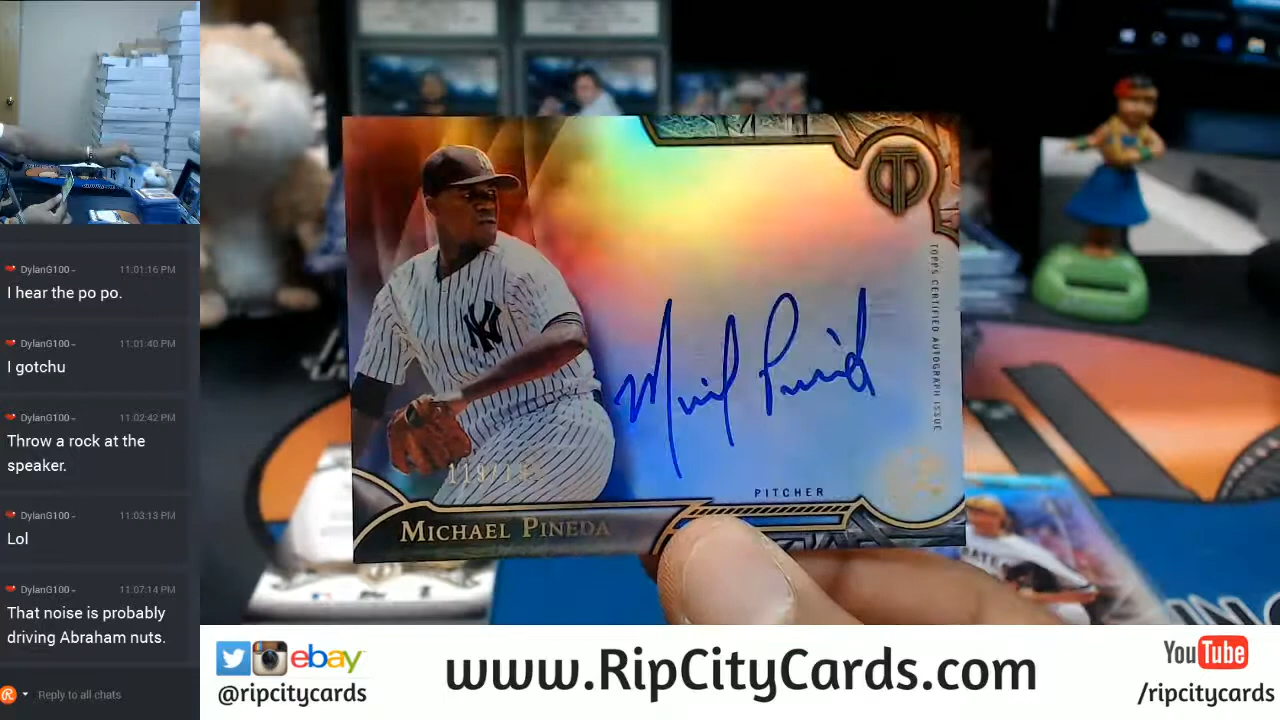 DylanG100
11:01:16 PM
I hear the po po.
DylanG100
11:01:40 PM
I gotchu
DylanG100
11:02:42 PM
Throw a rock at the
speaker.
DylanG100
11:03:13 PM
Lol
DylanG100
11:07:14 PM
That noise is probably
driving Abraham nuts.
Reply to all chats
NY
T
TOPPS CERTIFIED AUTOGRAPH ISSUE
Michael Pineda
PITCHER
MICHAEL PINEDA
ebay
@ripcitycards
www.RipCityCards.com
YouTube
/ripcitycards